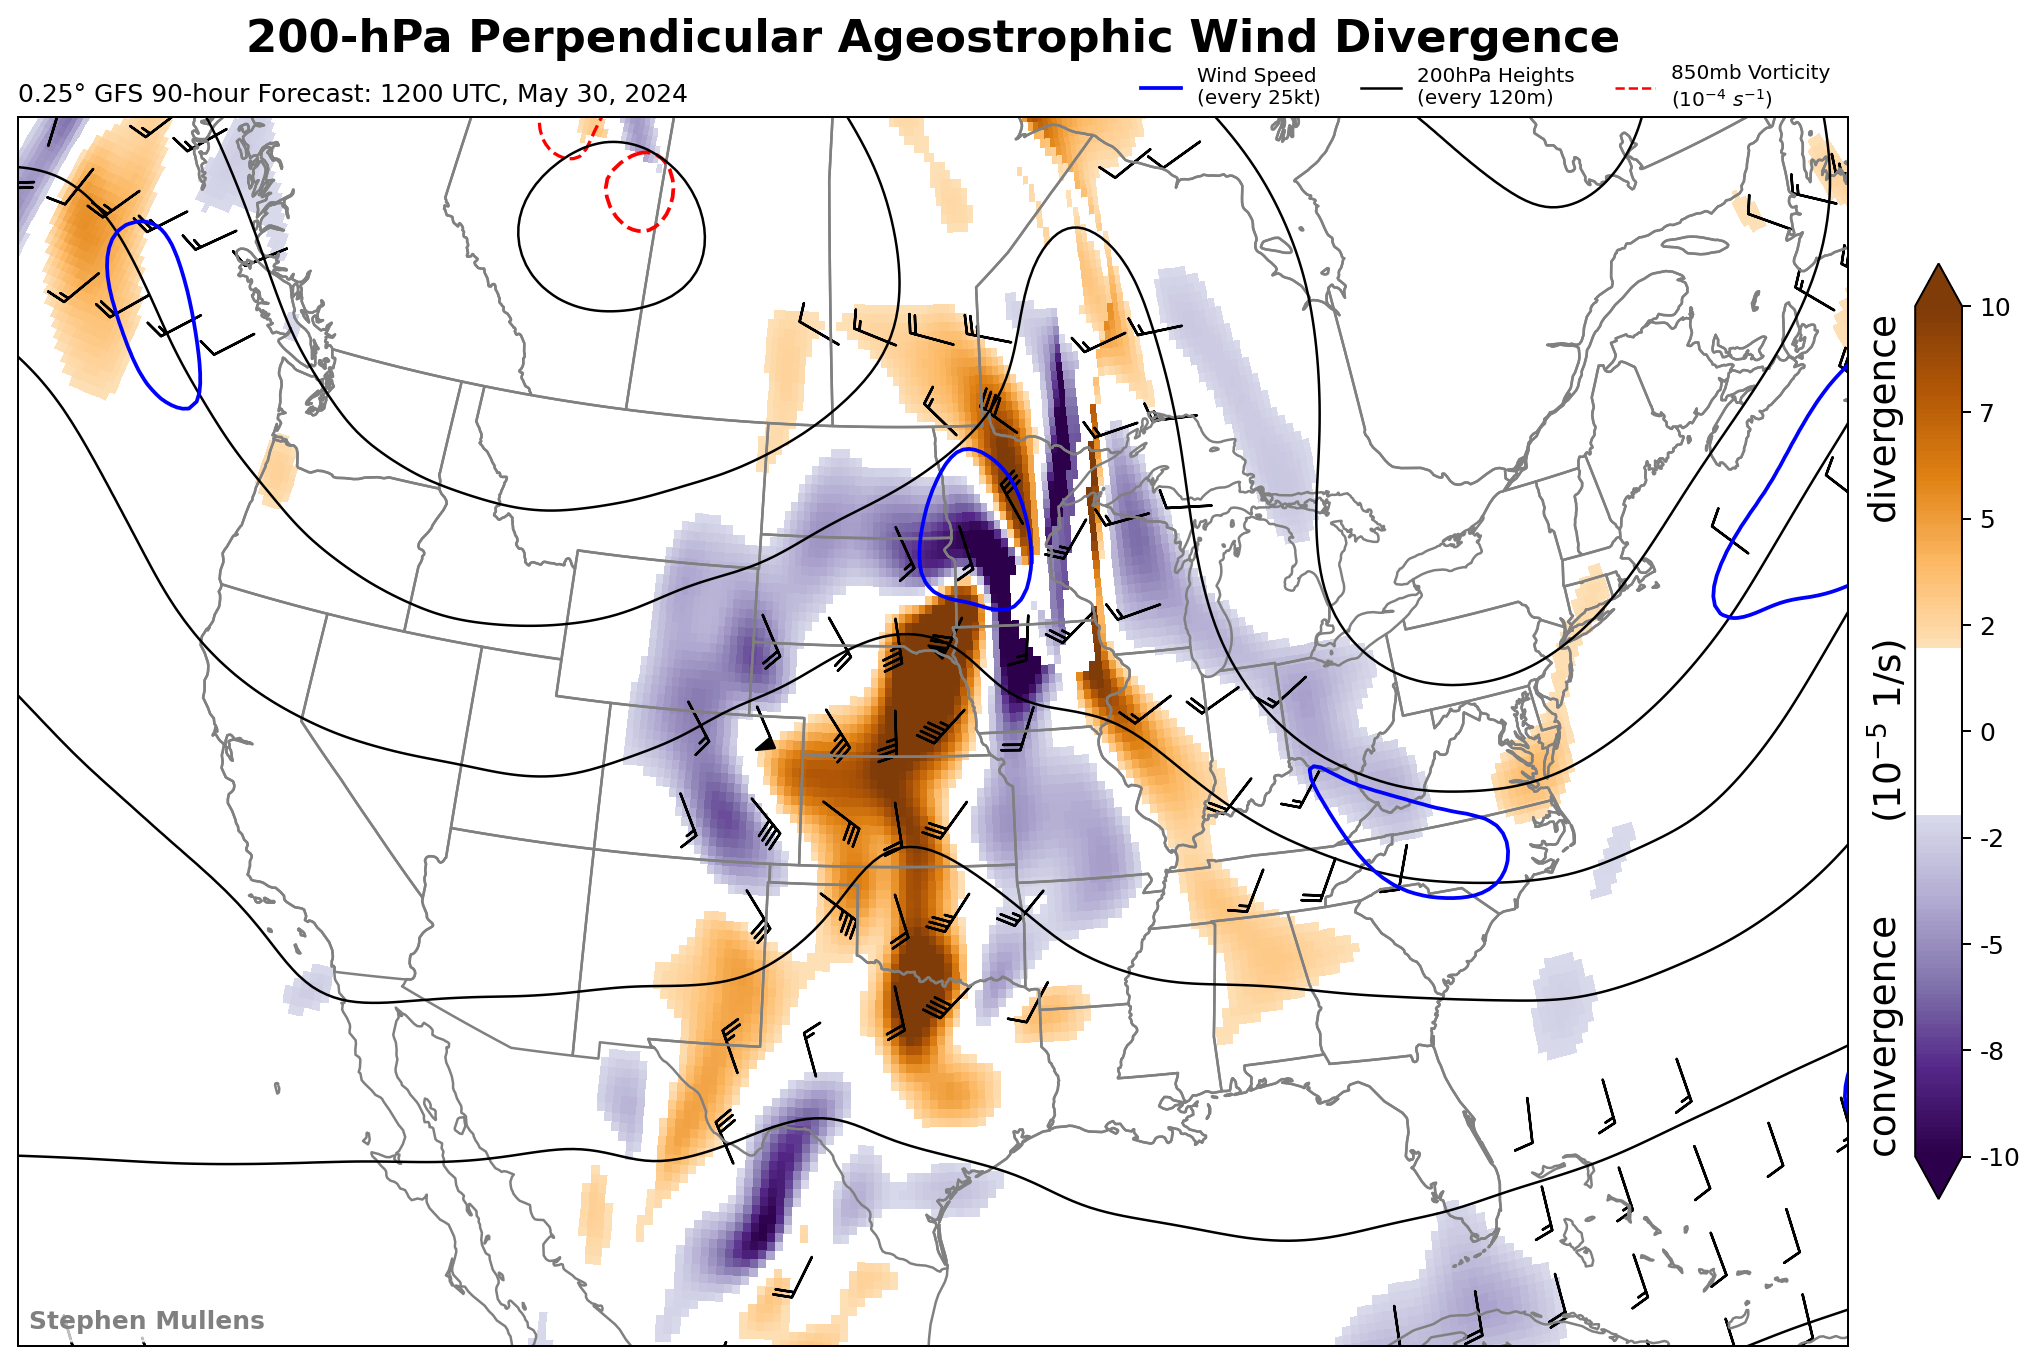 200-hPa Perpendicular Ageostrophic Wind Divergence
0.25° GFS 90-hour Forecast: 1200 UTC, May 30, 2024
Wind Speed
(every 25kt)
200hPa Heights
(every 120m)
850mb Vorticity
(10⁻⁴ s⁻¹)
10
7
5
2
0
-2
-5
-8
-10
divergence
(10⁻⁵ 1/s)
convergence
Stephen Mullens